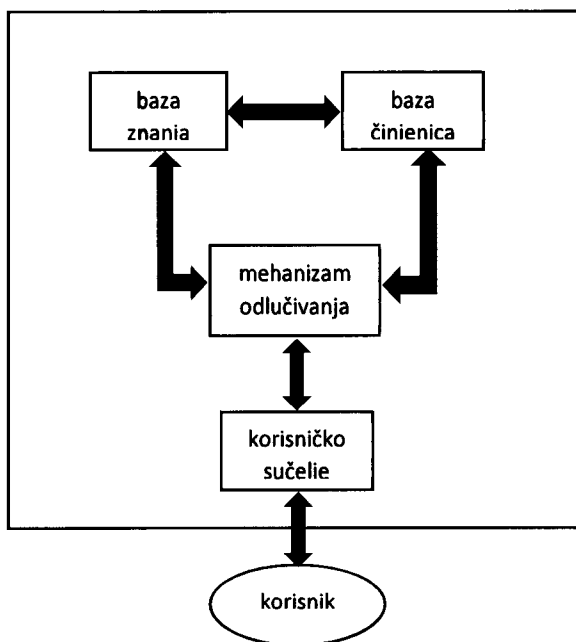 baza
znania
baza
činienica
mehanizam
odlučivanja
korisničko
sučelie
korisnik